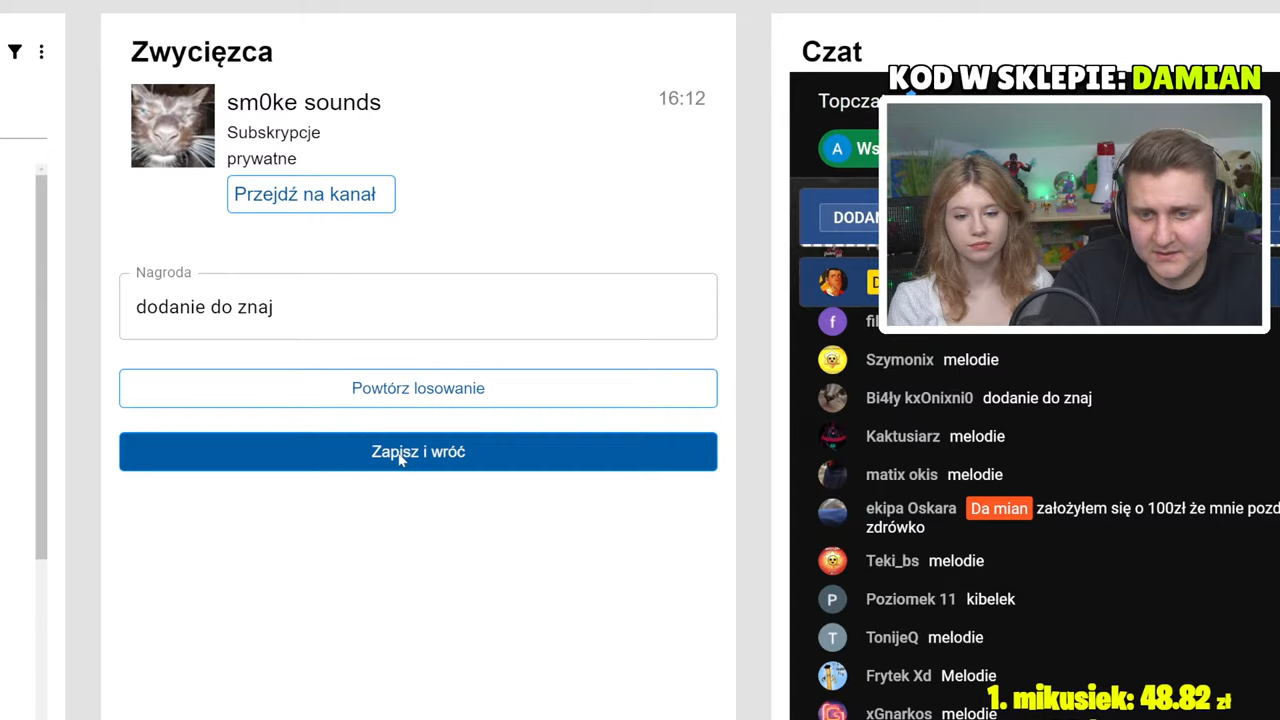 Zwycięzca
sm0ke sounds
16:12
Subskrypcje
prywatne
Przejdź na kanał
Nagroda
dodanie do znaj
Powtórz losowanie
Zapisz i wróć
Czat
KOD W SKLEPIE: DAMIAN
Topcza
A Ws
DODAN
D
f fil
Szymonix melodie
Bi4ły kxOnixni0 dodanie do znaj
Kaktusiarz melodie
matix okis melodie
ekipa Oskara Da mian założyłem się o 100zł że mnie pozd
zdrówko
Teki_bs melodie
P Poziomek 11 kibelek
T TonijeQ melodie
Frytek Xd Melodie
1. mikusiek: 48.82 zł
xGnarkos melodie